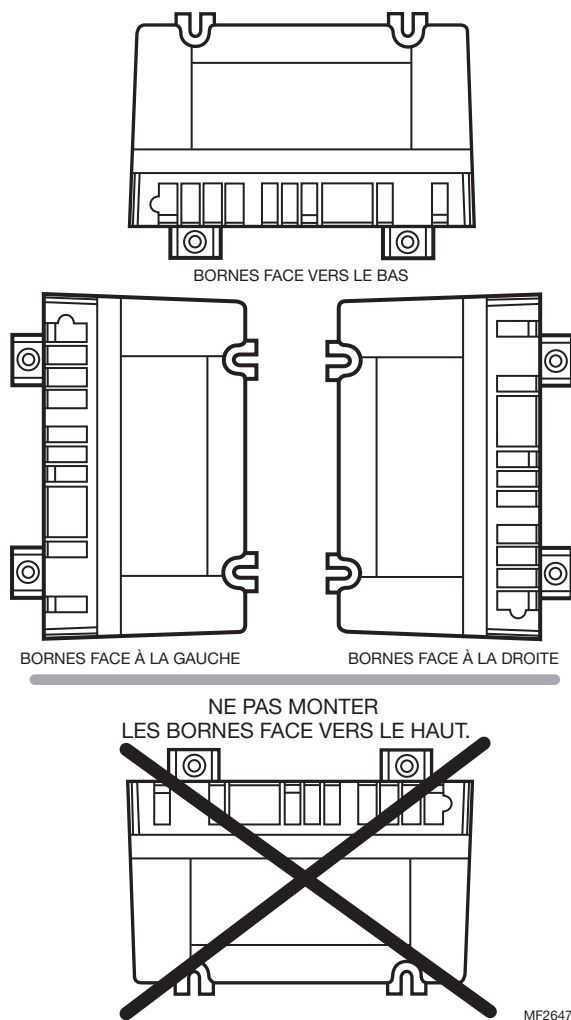 BORNES FACE VERS LE BAS
BORNES FACE À LA GAUCHE
BORNES FACE À LA DROITE
NE PAS MONTER
LES BORNES FACE VERS LE HAUT.
MF2647